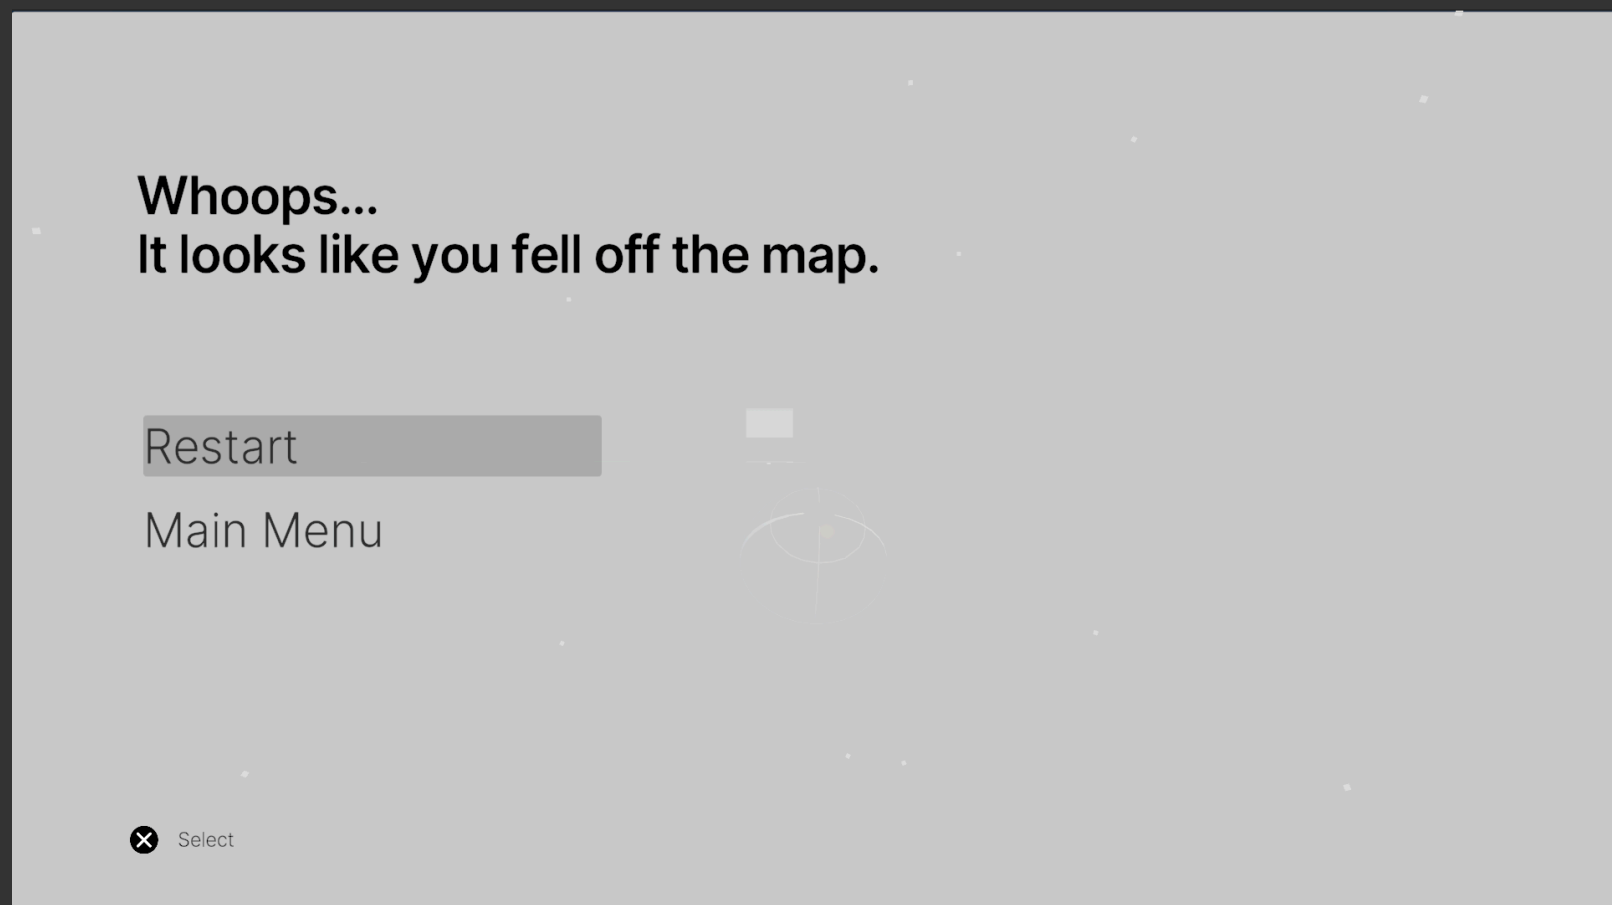 Whoops...
It looks like you fell off the map.
Restart
Main Menu
Select